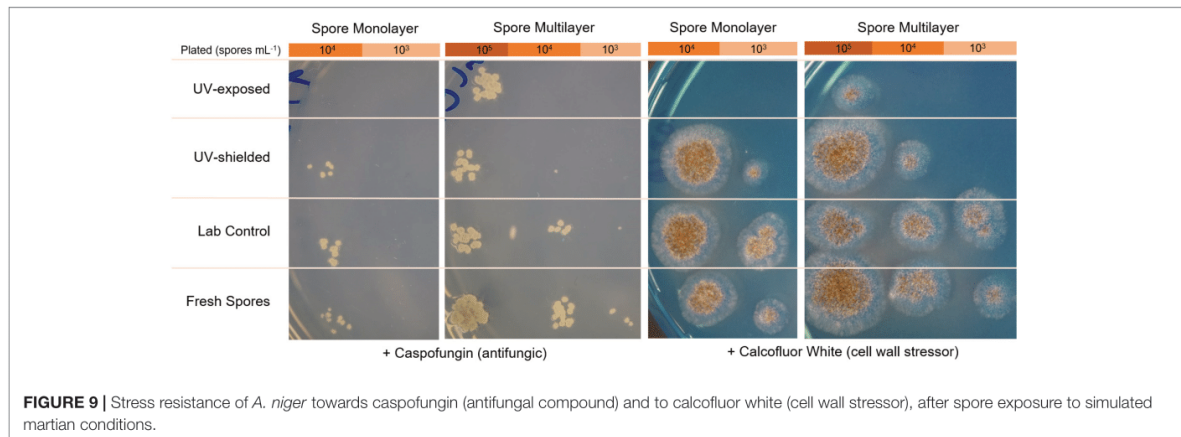 Spore Monolayer Spore Multilayer Spore Monolayer Spore Multilayer
Plated (spores mL⁻¹) 10⁴ 10³ 10⁵ 10⁴ 10³ 10⁴ 10³ 10⁵ 10⁴ 10³
UV-exposed
UV-shielded
Lab Control
Fresh Spores
+ Caspofungin (antifungic) + Calcofluor White (cell wall stressor)
FIGURE 9 | Stress resistance of A. niger towards caspofungin (antifungal compound) and to calcofluor white (cell wall stressor), after spore exposure to simulated
martian conditions.